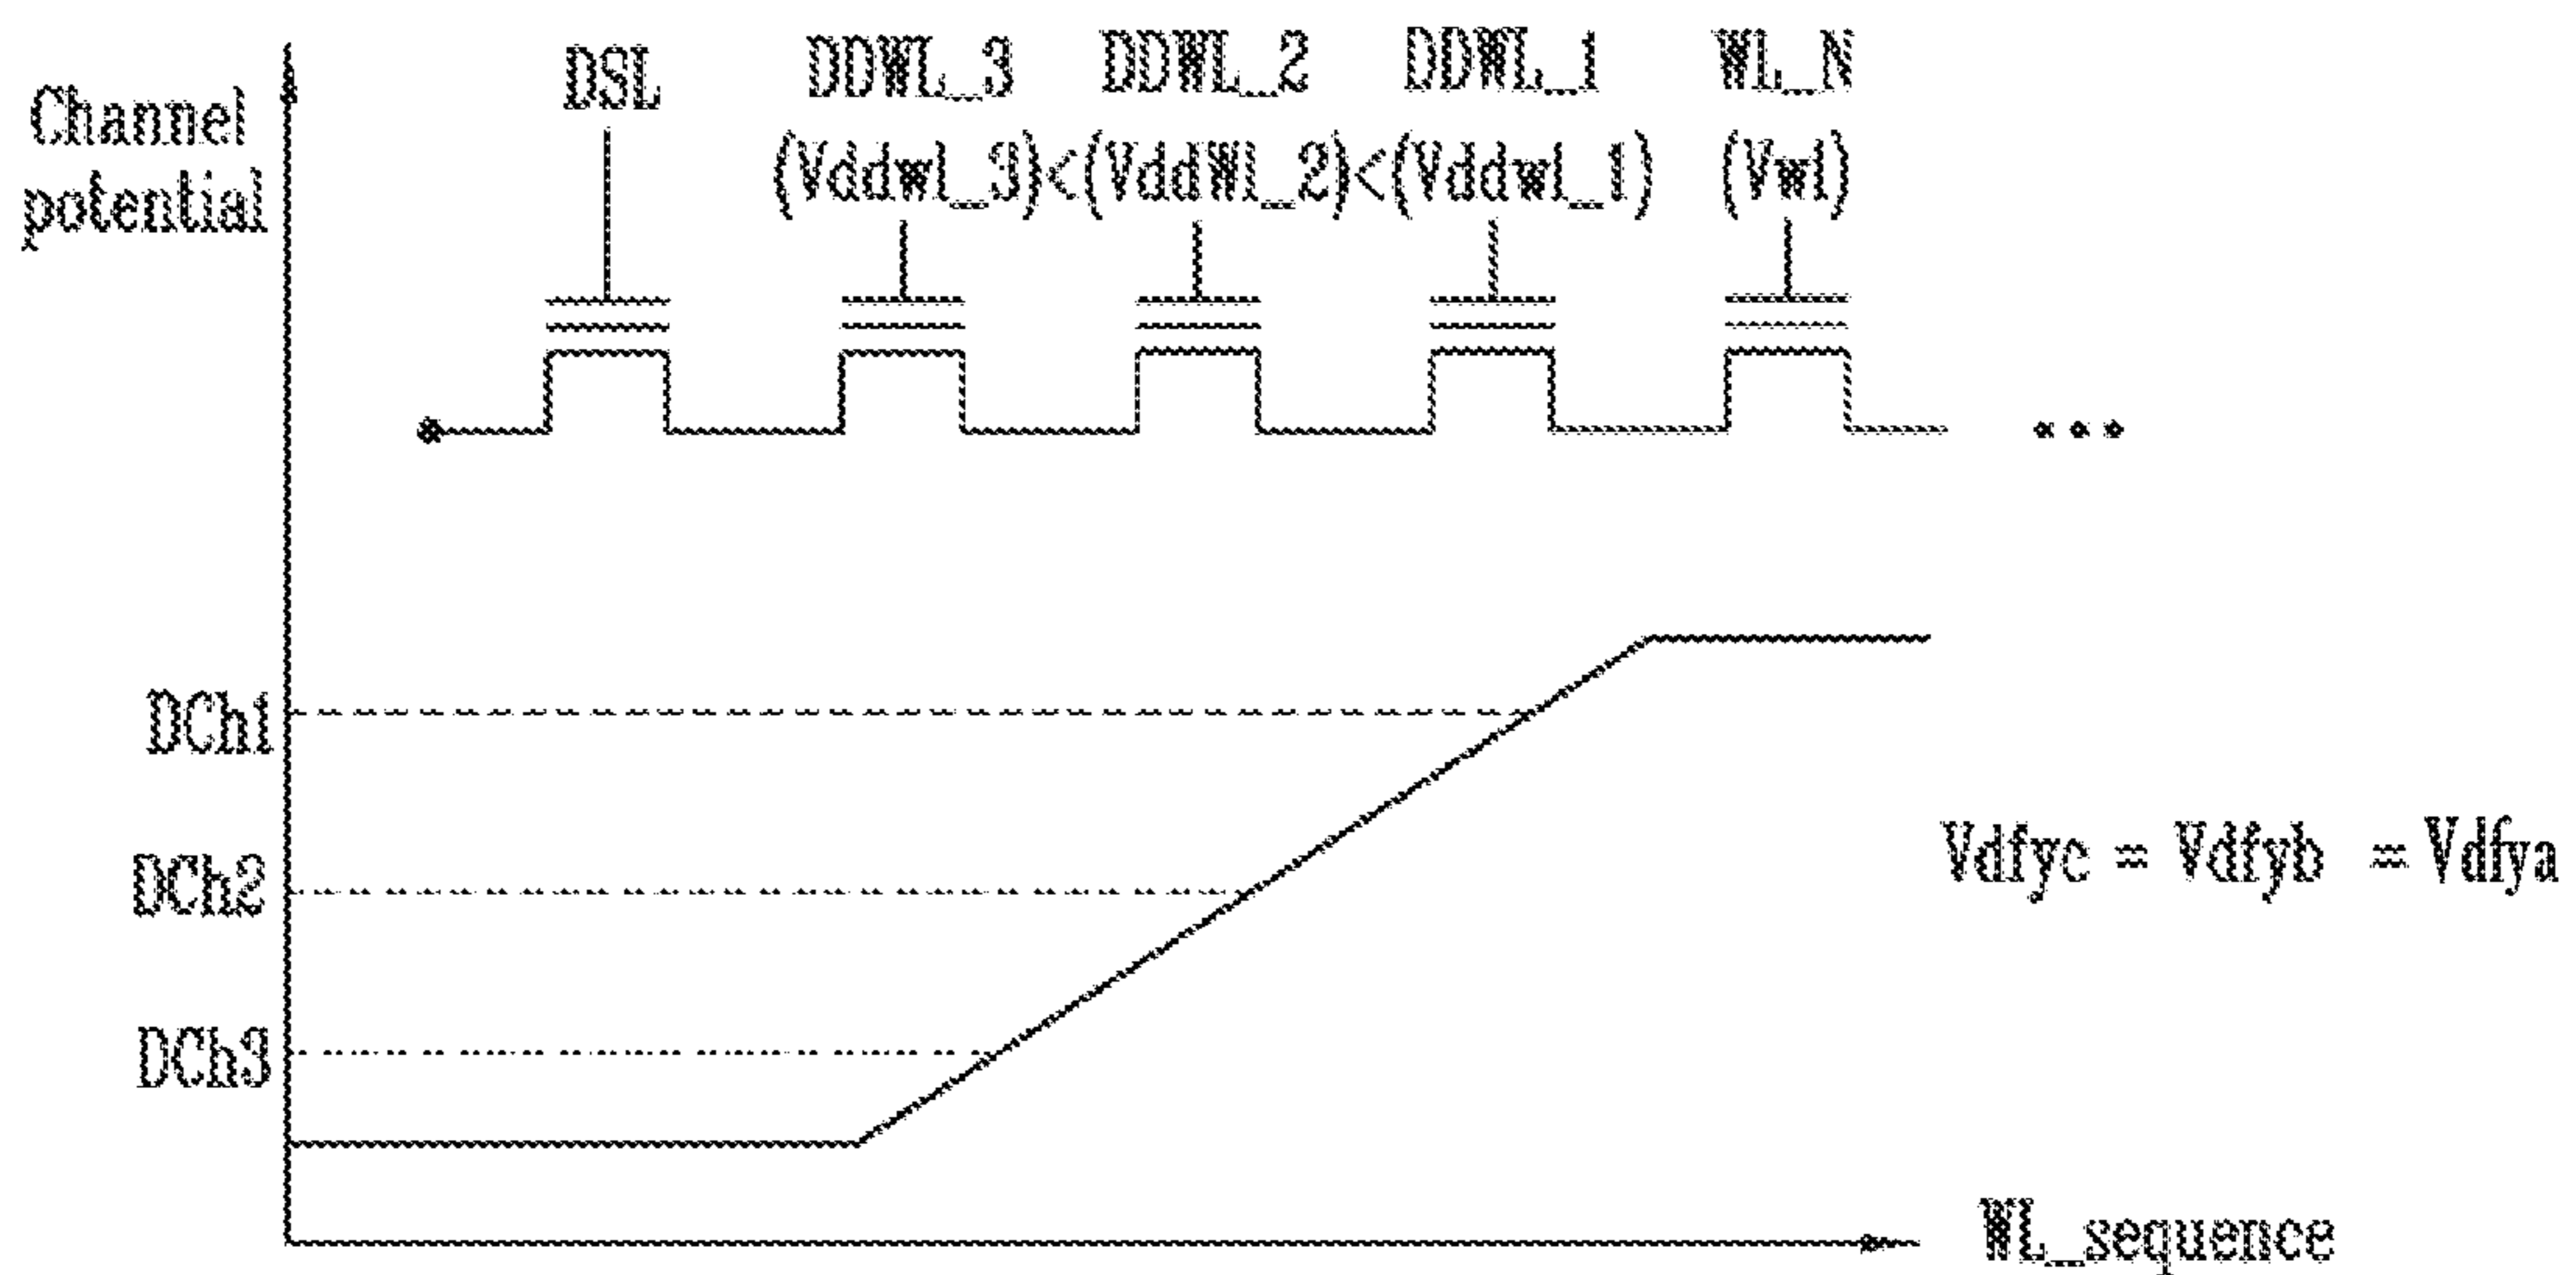 Channel
potential
DSL DDWL_3 DDWL_2 DDWL_1 WL_N
(Vddwl_3)<(VddWl_2)<(Vddwl_1) (Vwl)
DCh1
DCh2
DCh3
Vdfyc = Vdfyb = Vdfya
WL_sequence